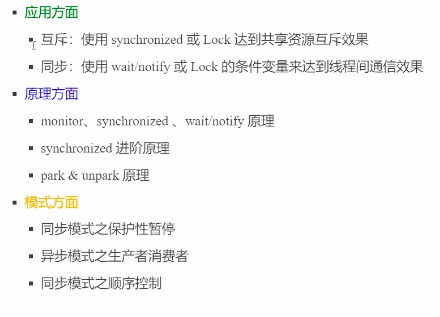 应用方面
互斥：使用 synchronized 或 Lock 达到共享资源互斥效果
同步：使用 wait/notify 或 Lock 的条件变量来达到线程间通信效果
原理方面
monitor、synchronized 、wait/notify 原理
synchronized 进阶原理
park & unpark 原理
模式方面
同步模式之保护性暂停
异步模式之生产者消费者
同步模式之顺序控制